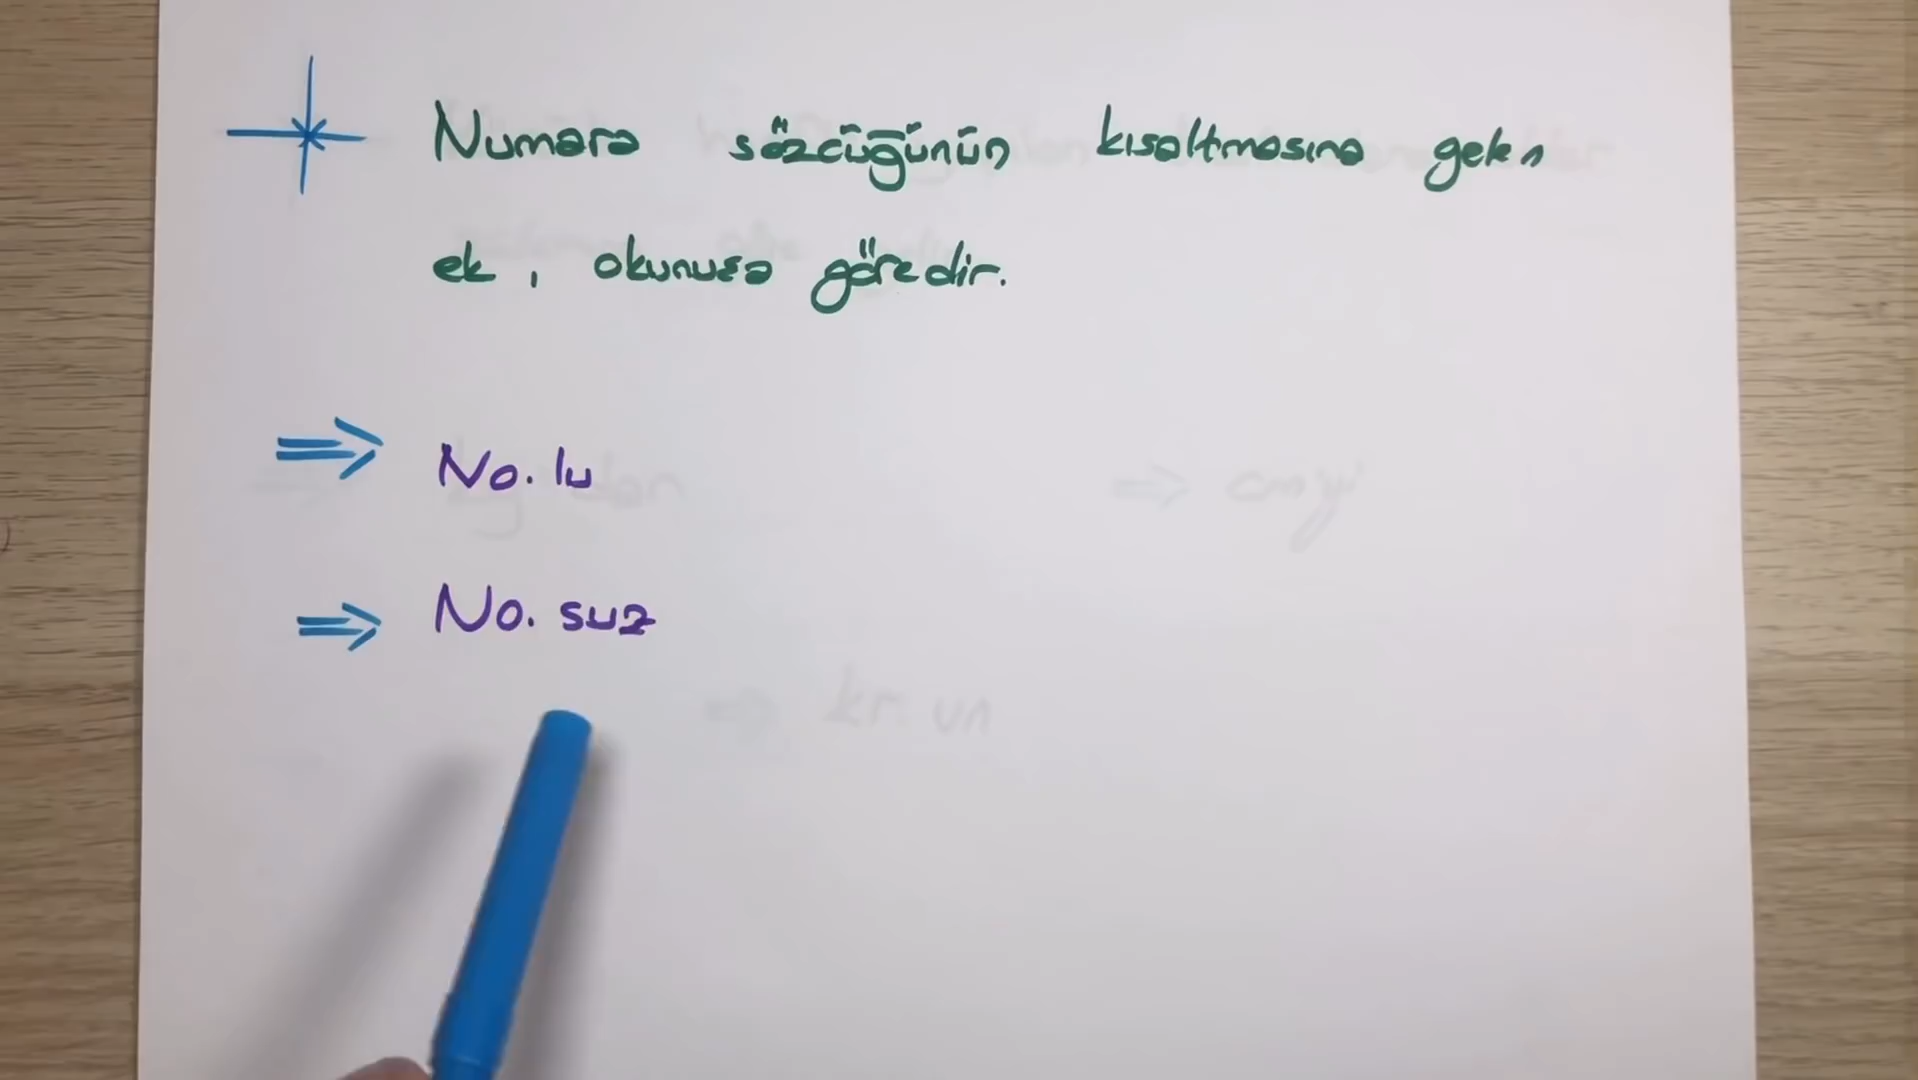 Numara sözcüğünün kısaltmasına gelen
ek, okunuşa göredir.
No. lu
No. suz